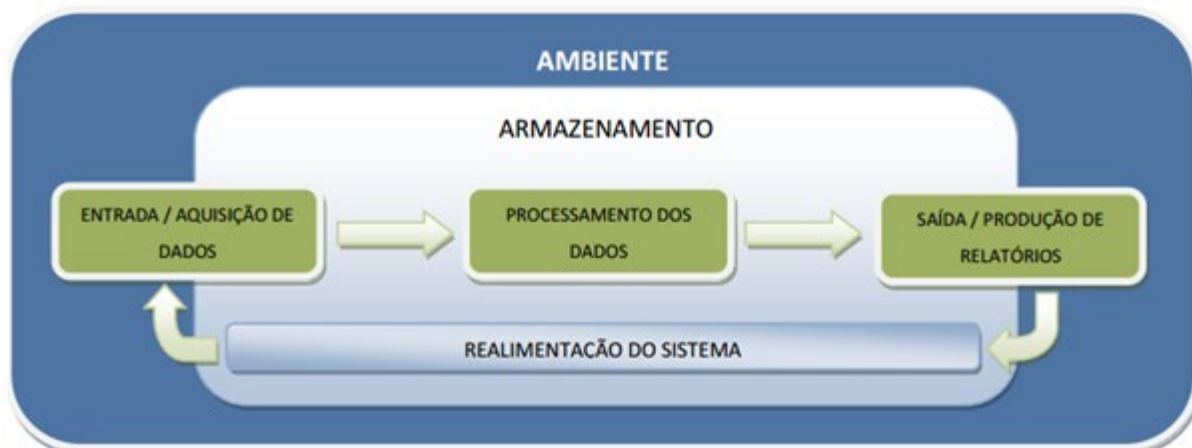 AMBIENTE
ARMAZENAMENTO
ENTRADA / AQUISIÇÃO DE
DADOS
PROCESSAMENTO DOS
DADOS
SAÍDA / PRODUÇÃO DE
RELATÓRIOS
REALIMENTAÇÃO DO SISTEMA